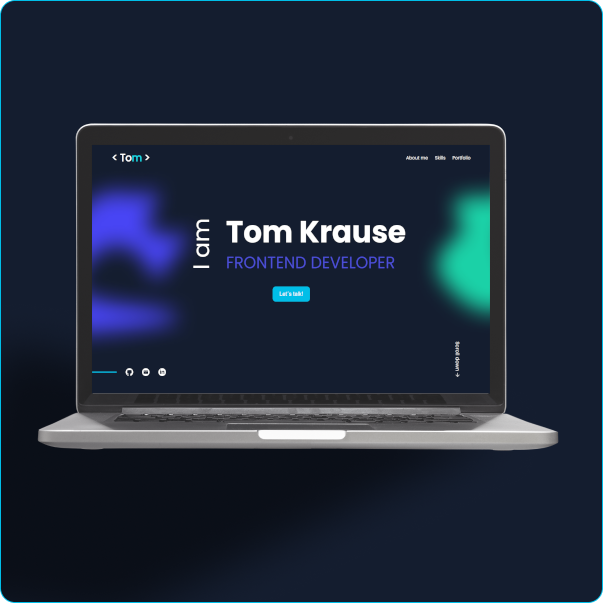 < Tom >
About me Skills Portfolio
I am
Tom Krause
FRONTEND DEVELOPER
Let's talk!
Scroll down →